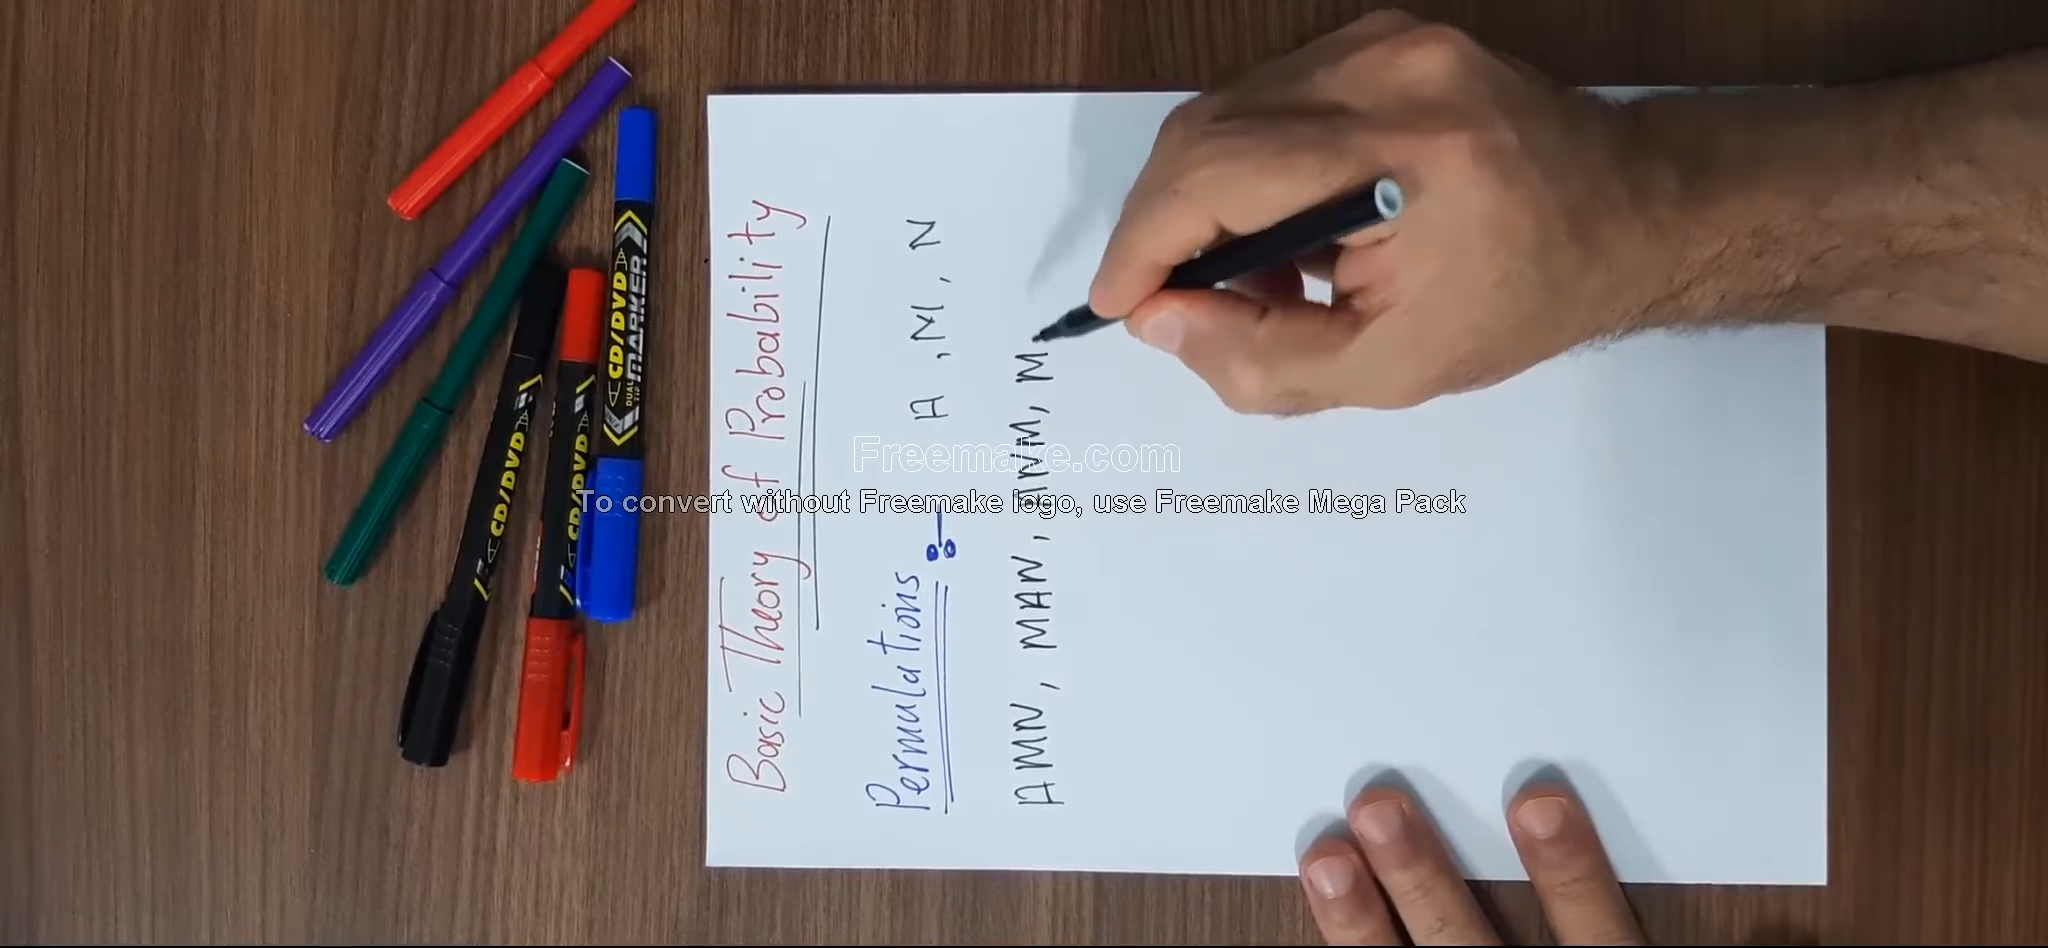 Basic Theory of Probability
Permutations :- A, M, N
AMN, MAN, ANM, M
Freemake.com
To convert without Freemake logo, use Freemake Mega Pack
CD/DVD
CD/DVD
CD/DVD
DUAL TIP MARKER